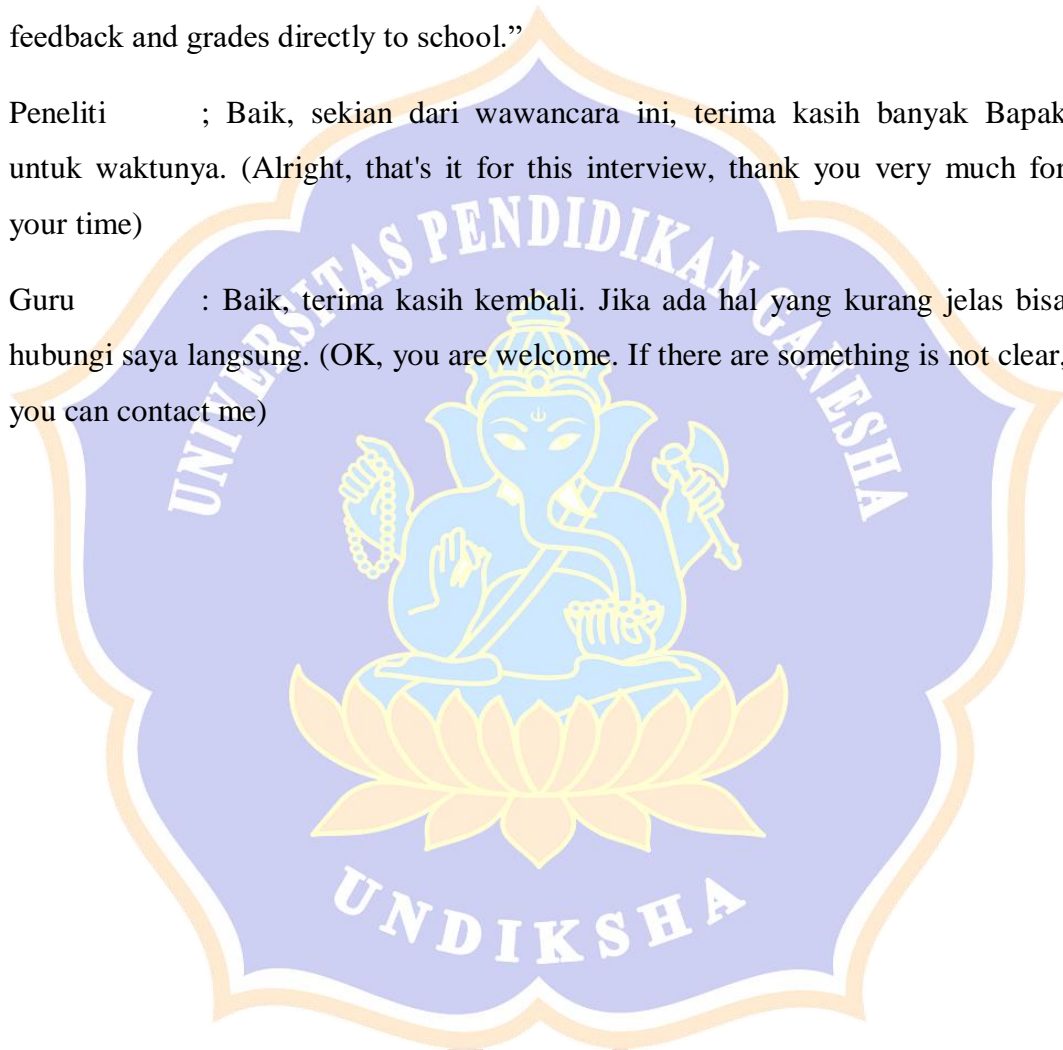 feedback and grades directly to school.”
Peneliti ; Baik, sekian dari wawancara ini, terima kasih banyak Bapak
untuk waktunya. (Alright, that's it for this interview, thank you very much for
your time)
Guru : Baik, terima kasih kembali. Jika ada hal yang kurang jelas bisa
hubungi saya langsung. (OK, you are welcome. If there are something is not clear,
you can contact me)
UNIVERSITAS PENDIDIKAN GANESHA
UNDIKSHA